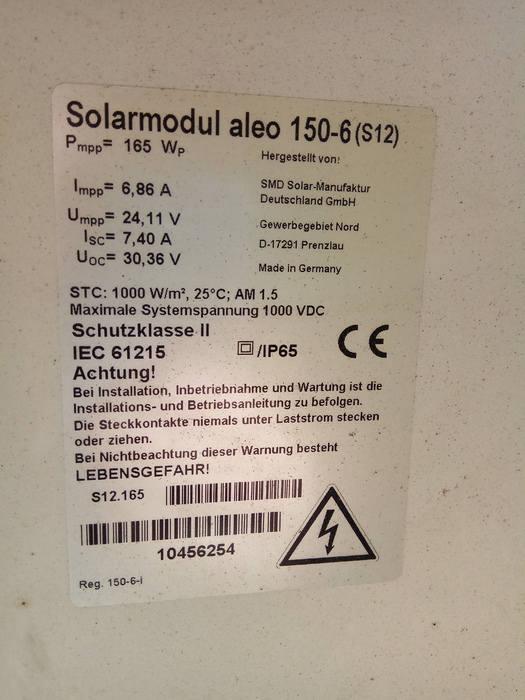 Solarmodul aleo 150-6 (S12)
Pmpp= 165 Wp
Hergestellt von:
Impp= 6,86 A
SMD Solar-Manufaktur
Deutschland GmbH
Umpp= 24,11 V
Gewerbegebiet Nord
Isc= 7,40 A
D-17291 Prenzlau
Uoc= 30,36 V
Made in Germany
STC: 1000 W/m², 25°C; AM 1.5
Maximale Systemspannung 1000 VDC
Schutzklasse II
IEC 61215
/IP65
CE
Achtung!
Bei Installation, Inbetriebnahme und Wartung ist die
Installations- und Betriebsanleitung zu befolgen.
Die Steckkontakte niemals unter Laststrom stecken
oder ziehen.
Bei Nichtbeachtung dieser Warnung besteht
LEBENSGEFAHR!
S12.165
10456254
Reg. 150-6-i